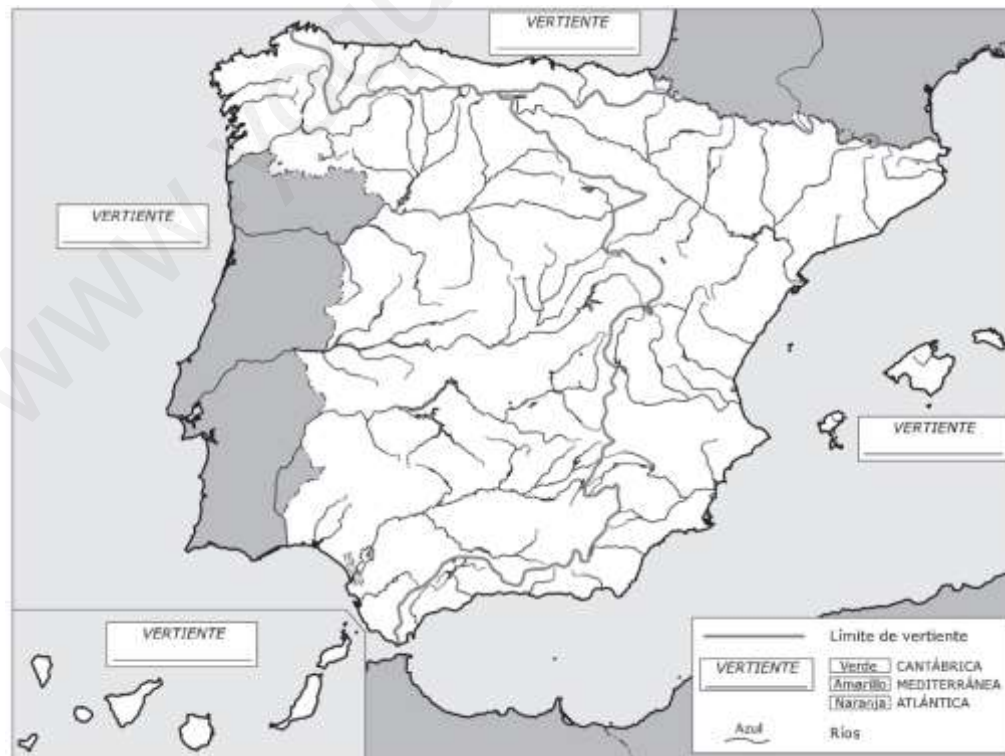 VERTIENTE
VERTIENTE
VERTIENTE
VERTIENTE
Límite de vertiente
VERTIENTE
Verde CANTÁBRICA
Amarillo MEDITERRÁNEA
Naranja ATLÁNTICA
Azul Ríos